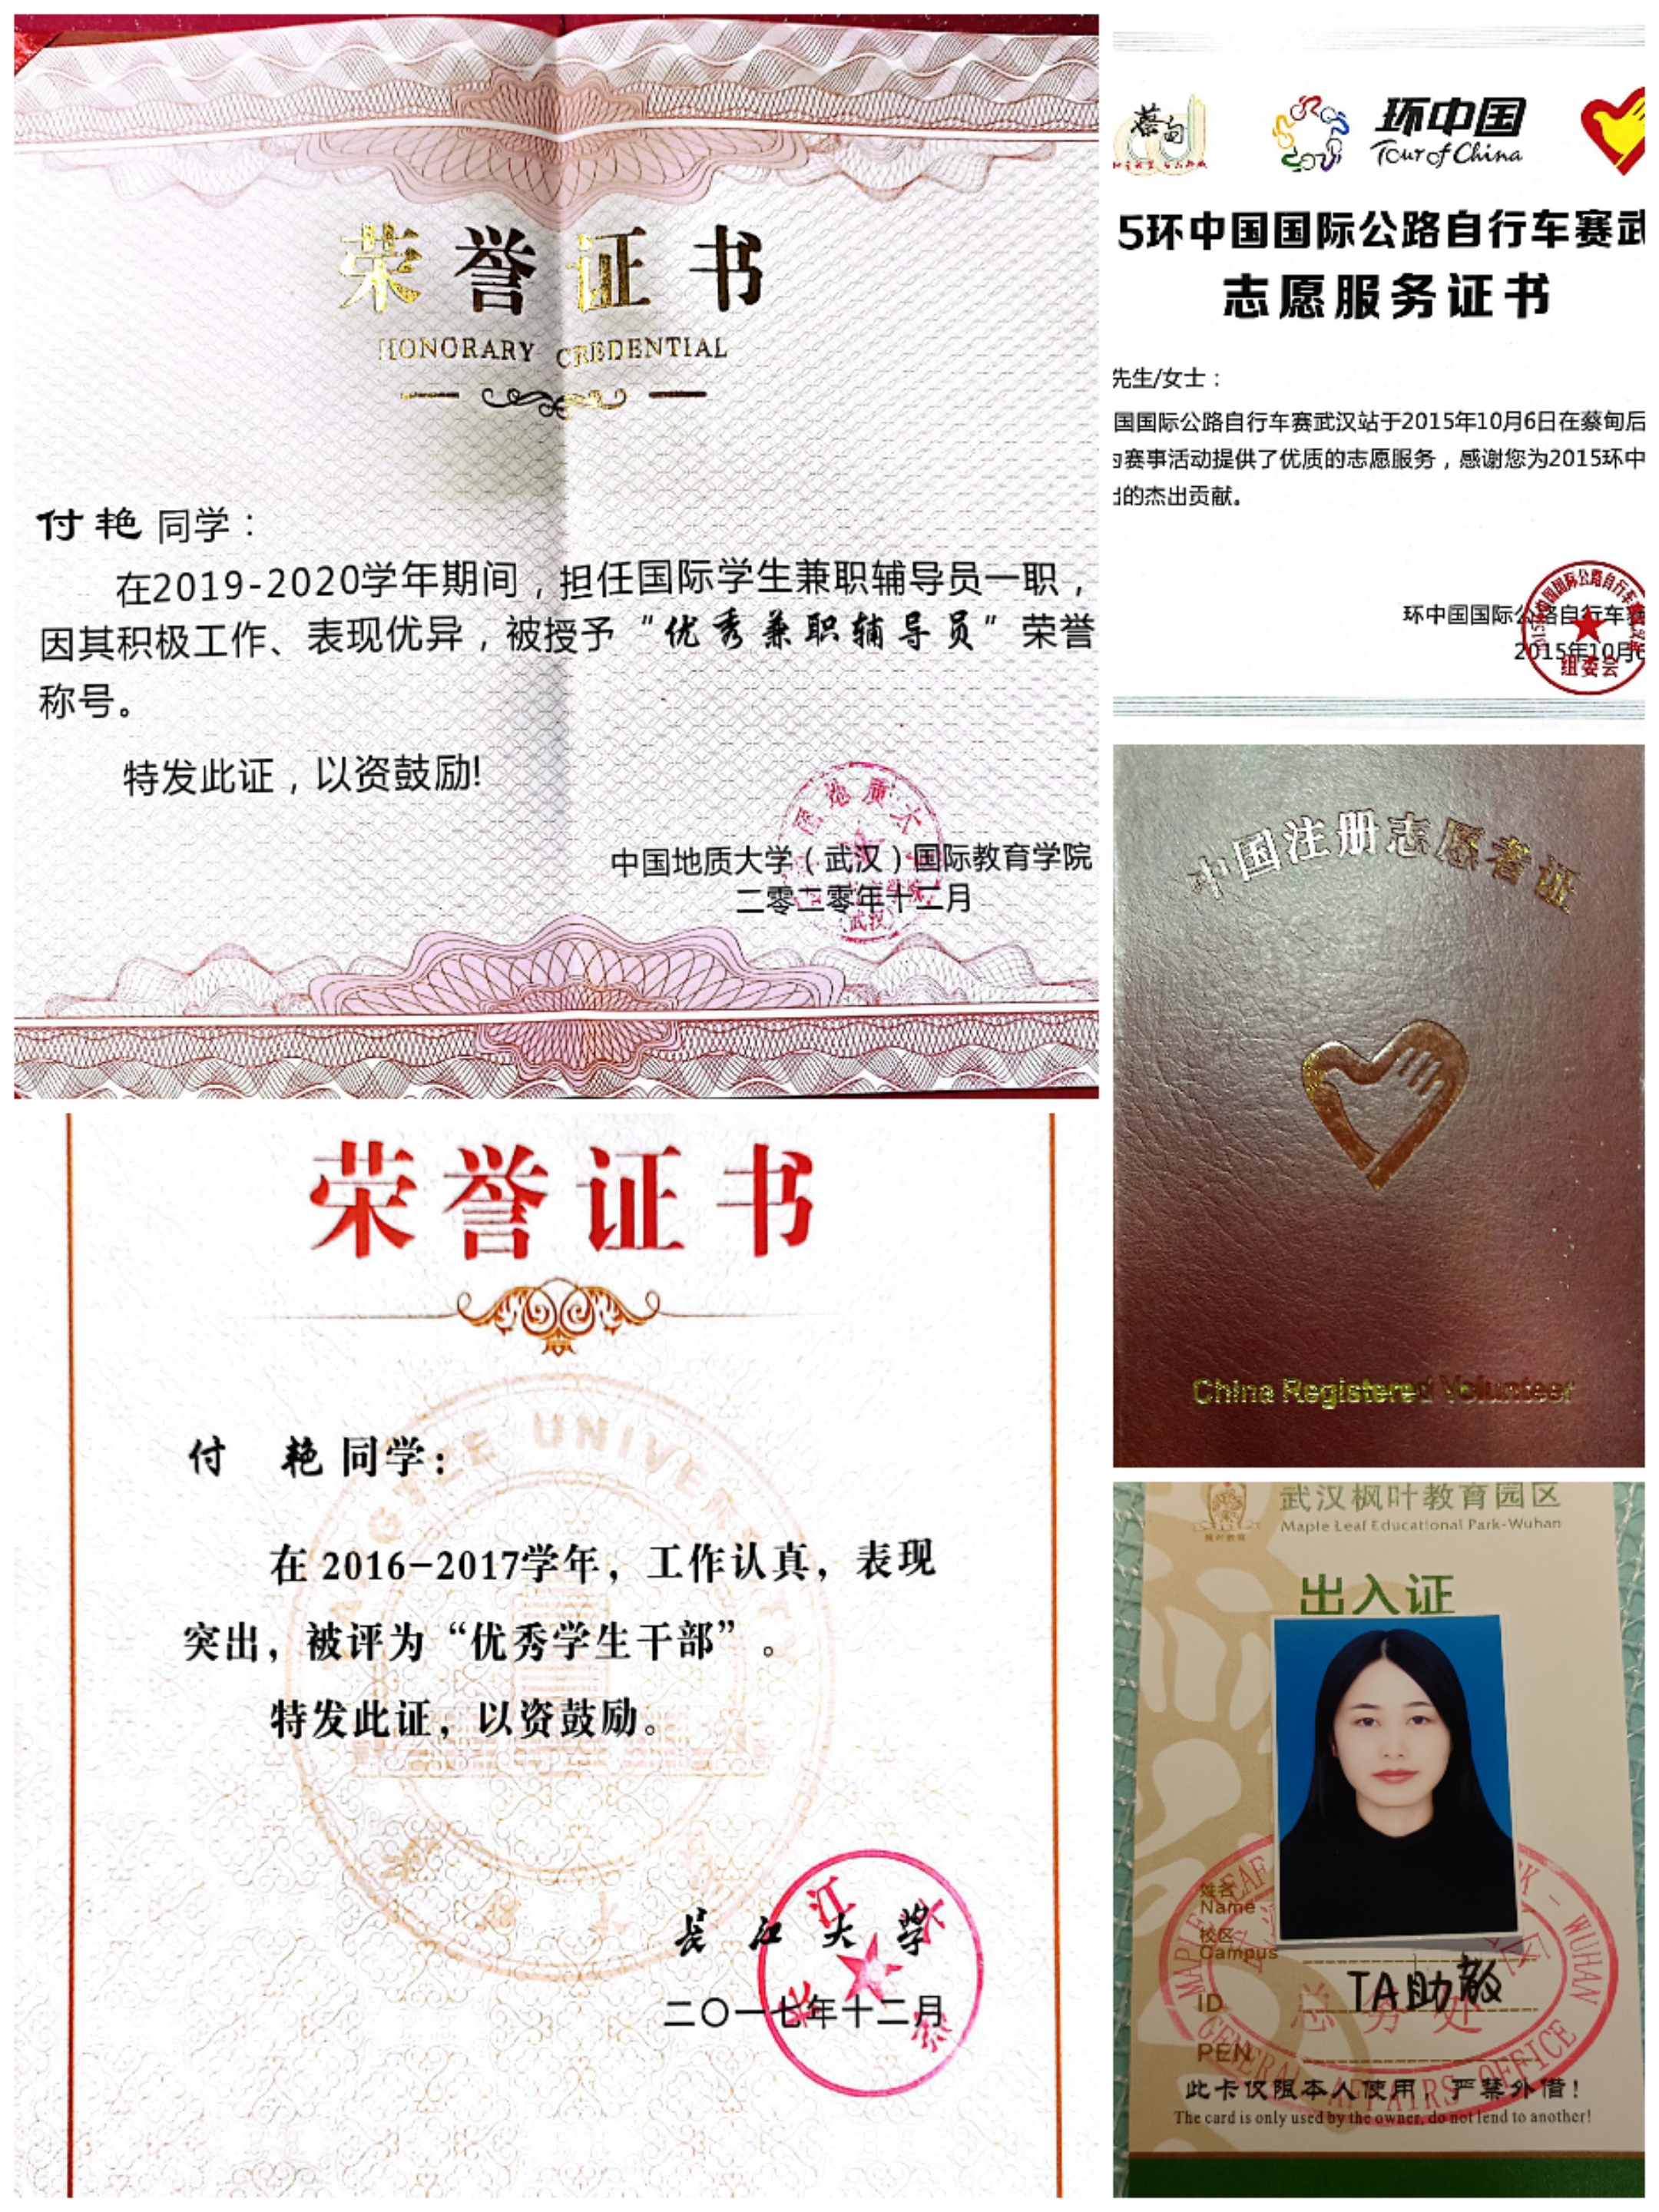 荣誉证书
HONORARY CREDENTIAL
付艳 同学：
在2019-2020学年期间，担任国际学生兼职辅导员一职，
因其积极工作、表现优异，被授予“优秀兼职辅导员”荣誉
称号。
特发此证，以资鼓励！
中国地质大学（武汉）国际教育学院
二零二零年十二月
荣誉证书
付 艳 同学：
在 2016-2017学年，工作认真，表现
突出，被评为“优秀学生干部”。
特发此证，以资鼓励。
长江大学
二〇一七年十二月
YANGTZE UNIVERSITY
蔡甸
环中国
Tour of China
5环中国国际公路自行车赛武
志愿服务证书
先生/女士：
国国际公路自行车赛武汉站于2015年10月6日在蔡甸后
赛事活动提供了优质的志愿服务，感谢您为2015环中
的杰出贡献。
环中国国际公路自行车赛
2015年10月6
组委会
中国注册志愿者证
China Registered Volunteer
武汉枫叶教育园区
Maple Leaf Educational Park-Wuhan
枫叶教育
出入证
姓名
Name
校区
Campus
TA助教
ID
总务处
PEN
GENERAL AFFAIRS OFFICE
此卡仅限本人使用，严禁外借！
The card is only used by the owner, do not lend to another!